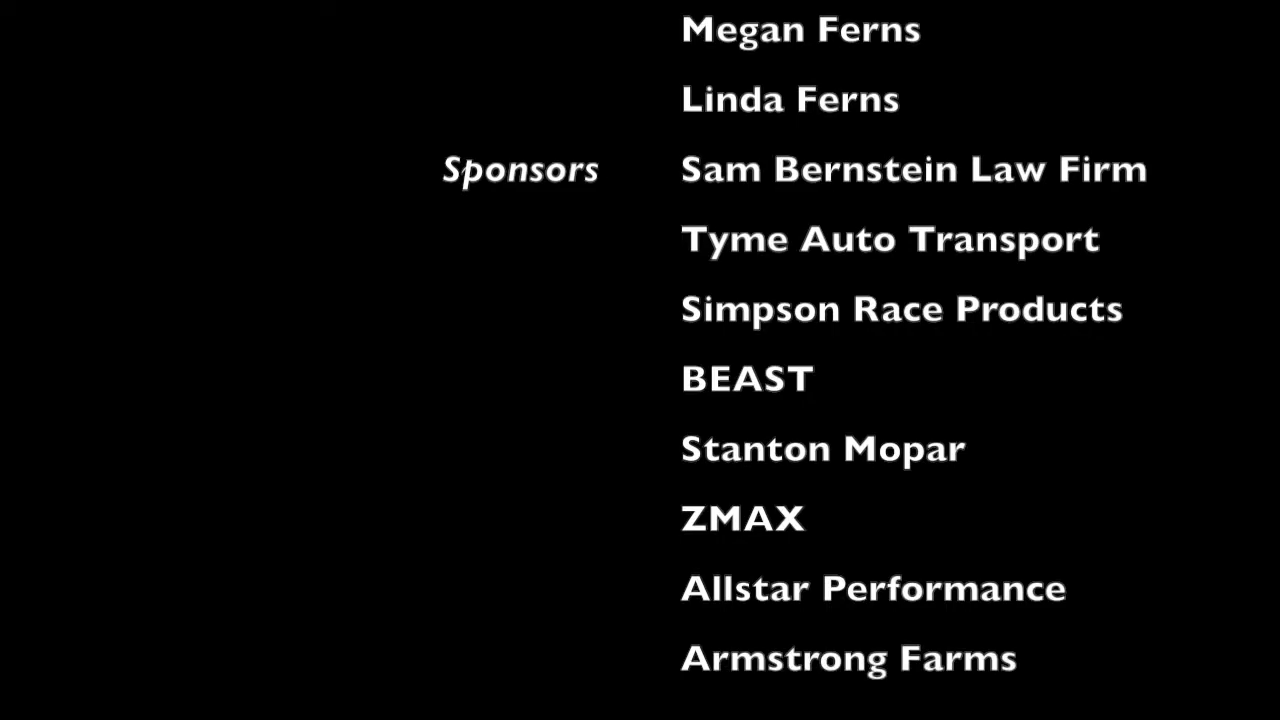 Megan Ferns
Linda Ferns
Sponsors Sam Bernstein Law Firm
Tyme Auto Transport
Simpson Race Products
BEAST
Stanton Mopar
ZMAX
Allstar Performance
Armstrong Farms